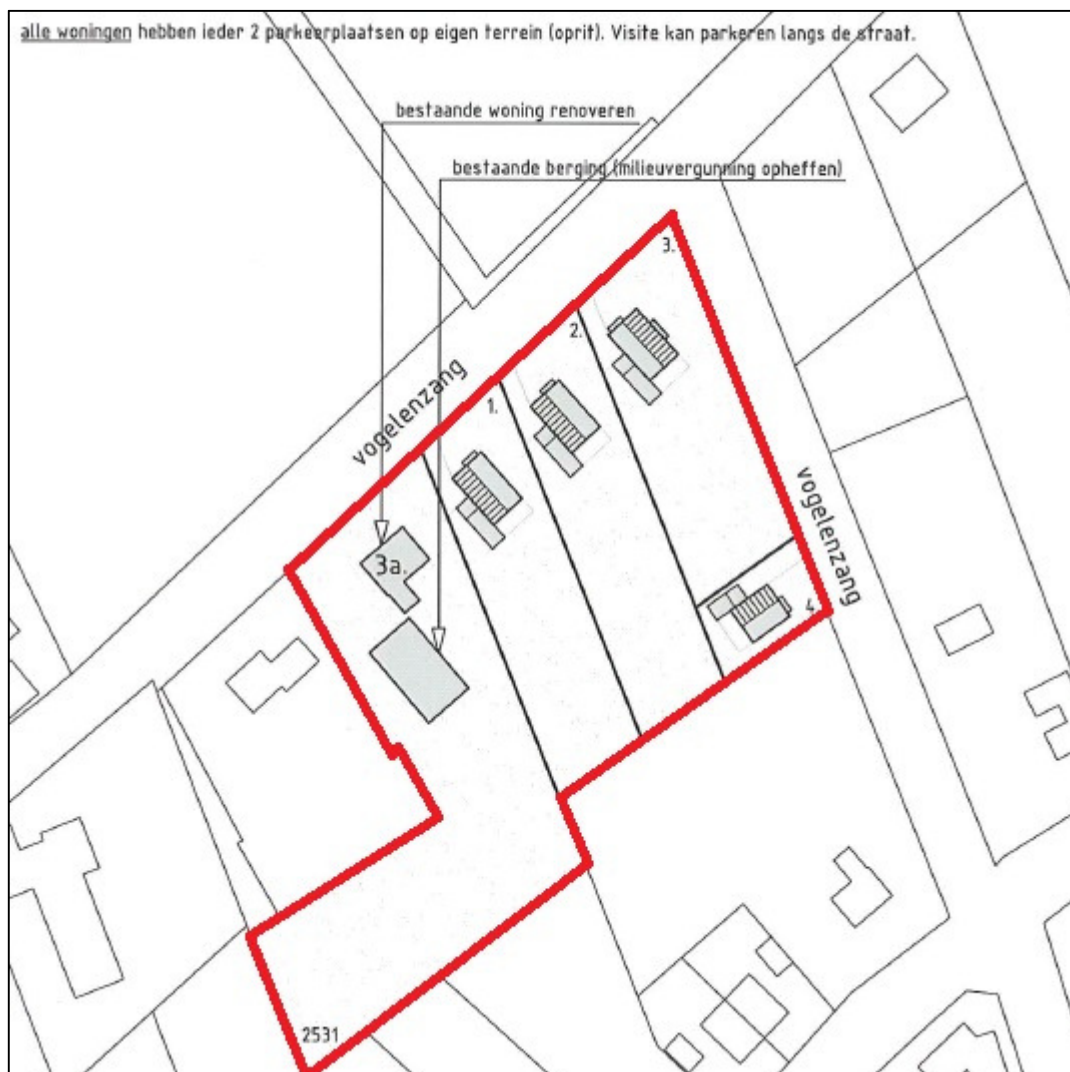 alle woningen hebben ieder 2 parkeerplaatsen op eigen terrein (oprit). Visite kan parkeren langs de straat.
bestaande woning renoveren
bestaande berging (milieuvergunning opheffen)
3.
2.
vogelenzang
1.
vogelenzang
3a.
4
2531